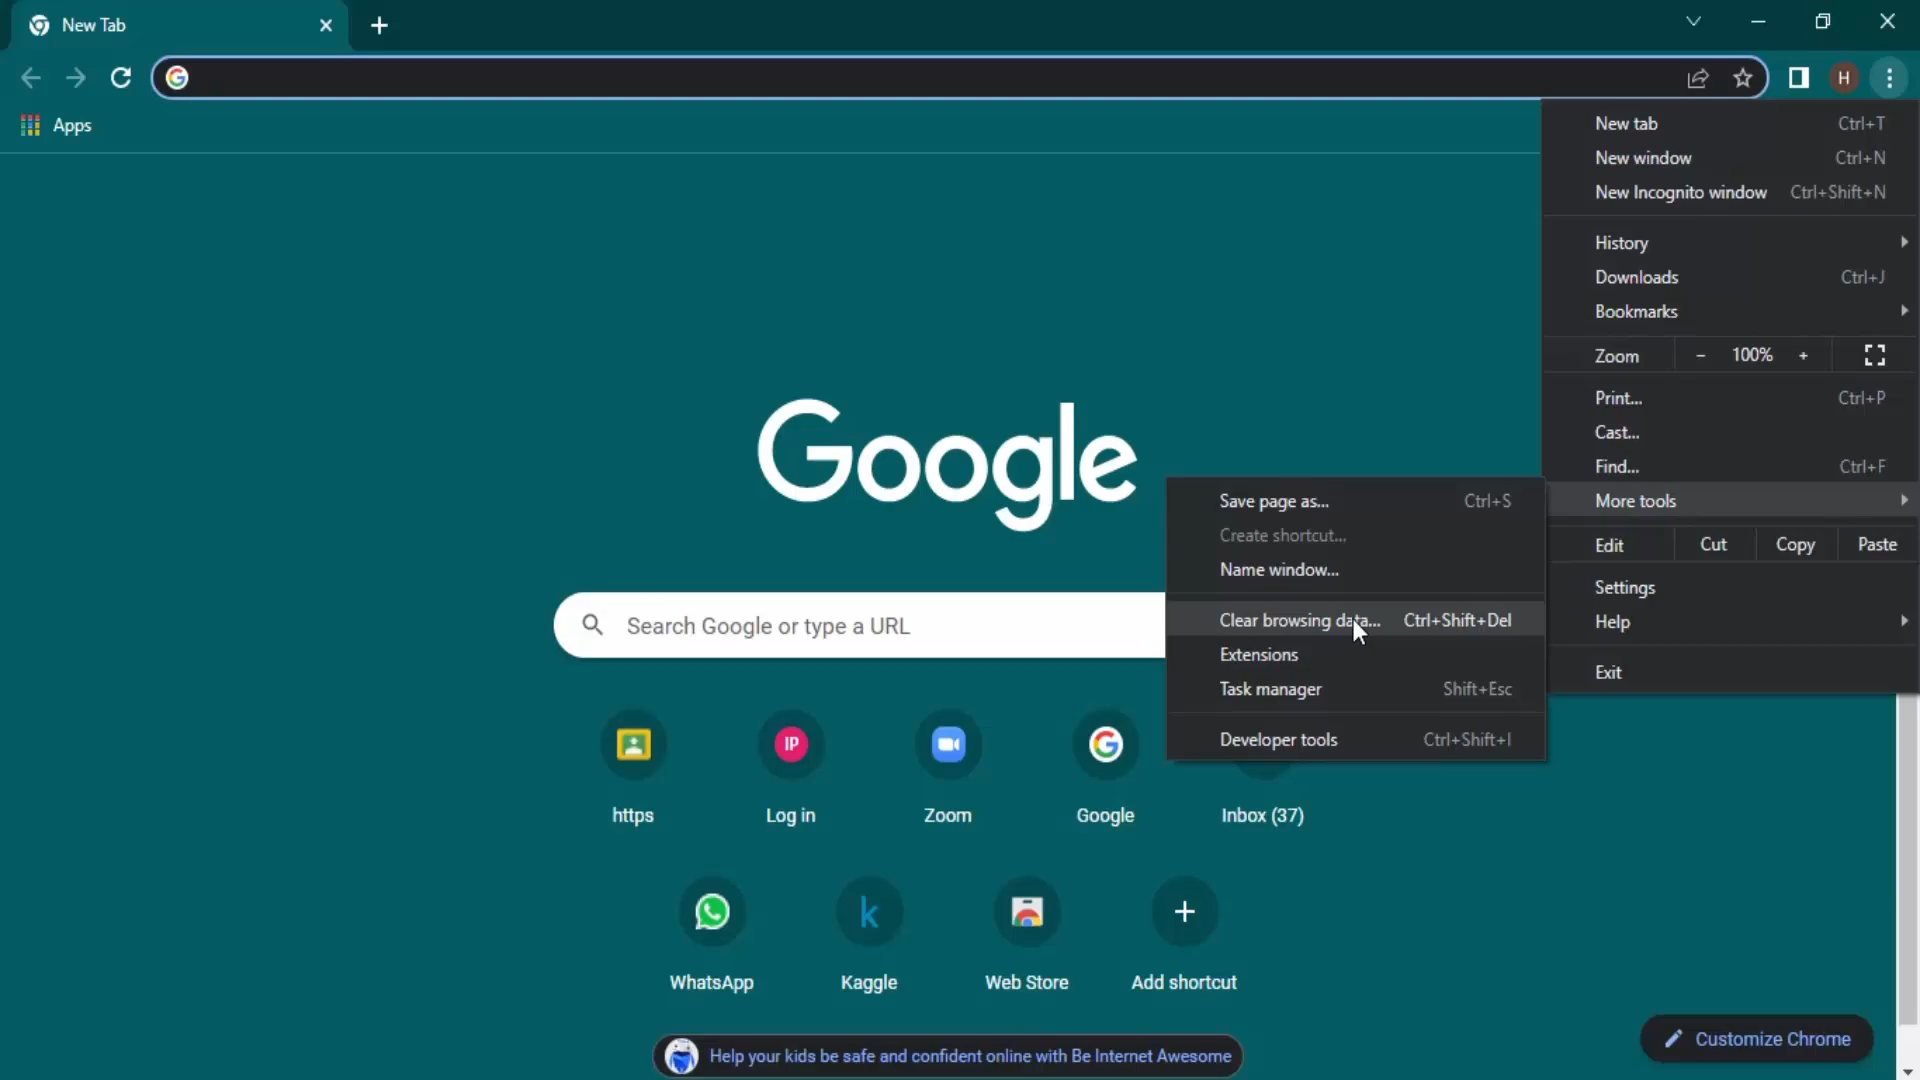 New Tab
Apps
New tab Ctrl+T
New window Ctrl+N
New Incognito window Ctrl+Shift+N
History
Downloads Ctrl+J
Bookmarks
Zoom - 100% +
Print... Ctrl+P
Cast...
Find... Ctrl+F
More tools
Edit Cut Copy Paste
Settings
Help
Exit
Save page as... Ctrl+S
Create shortcut...
Name window...
Clear browsing data... Ctrl+Shift+Del
Extensions
Task manager Shift+Esc
Developer tools Ctrl+Shift+I
H
Google
Search Google or type a URL
IP
https Log in Zoom Google Inbox (37)
k
WhatsApp Kaggle Web Store Add shortcut
Help your kids be safe and confident online with Be Internet Awesome
Customize Chrome